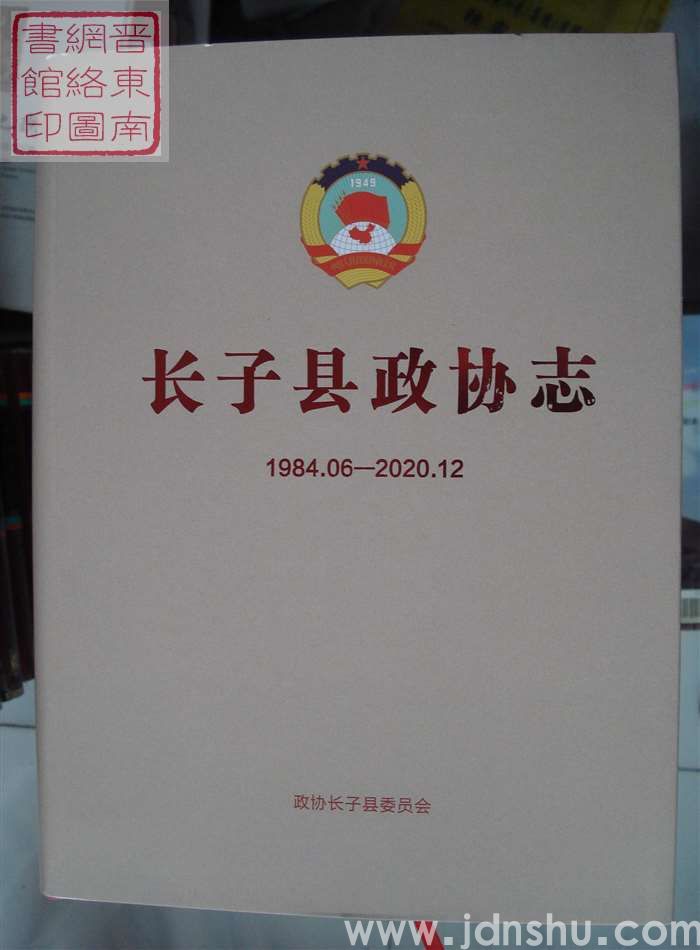 晋東南
網絡圖
書館印
1949
长子县政协志
1984.06—2020.12
政协长子县委员会
www.jdnshu.com